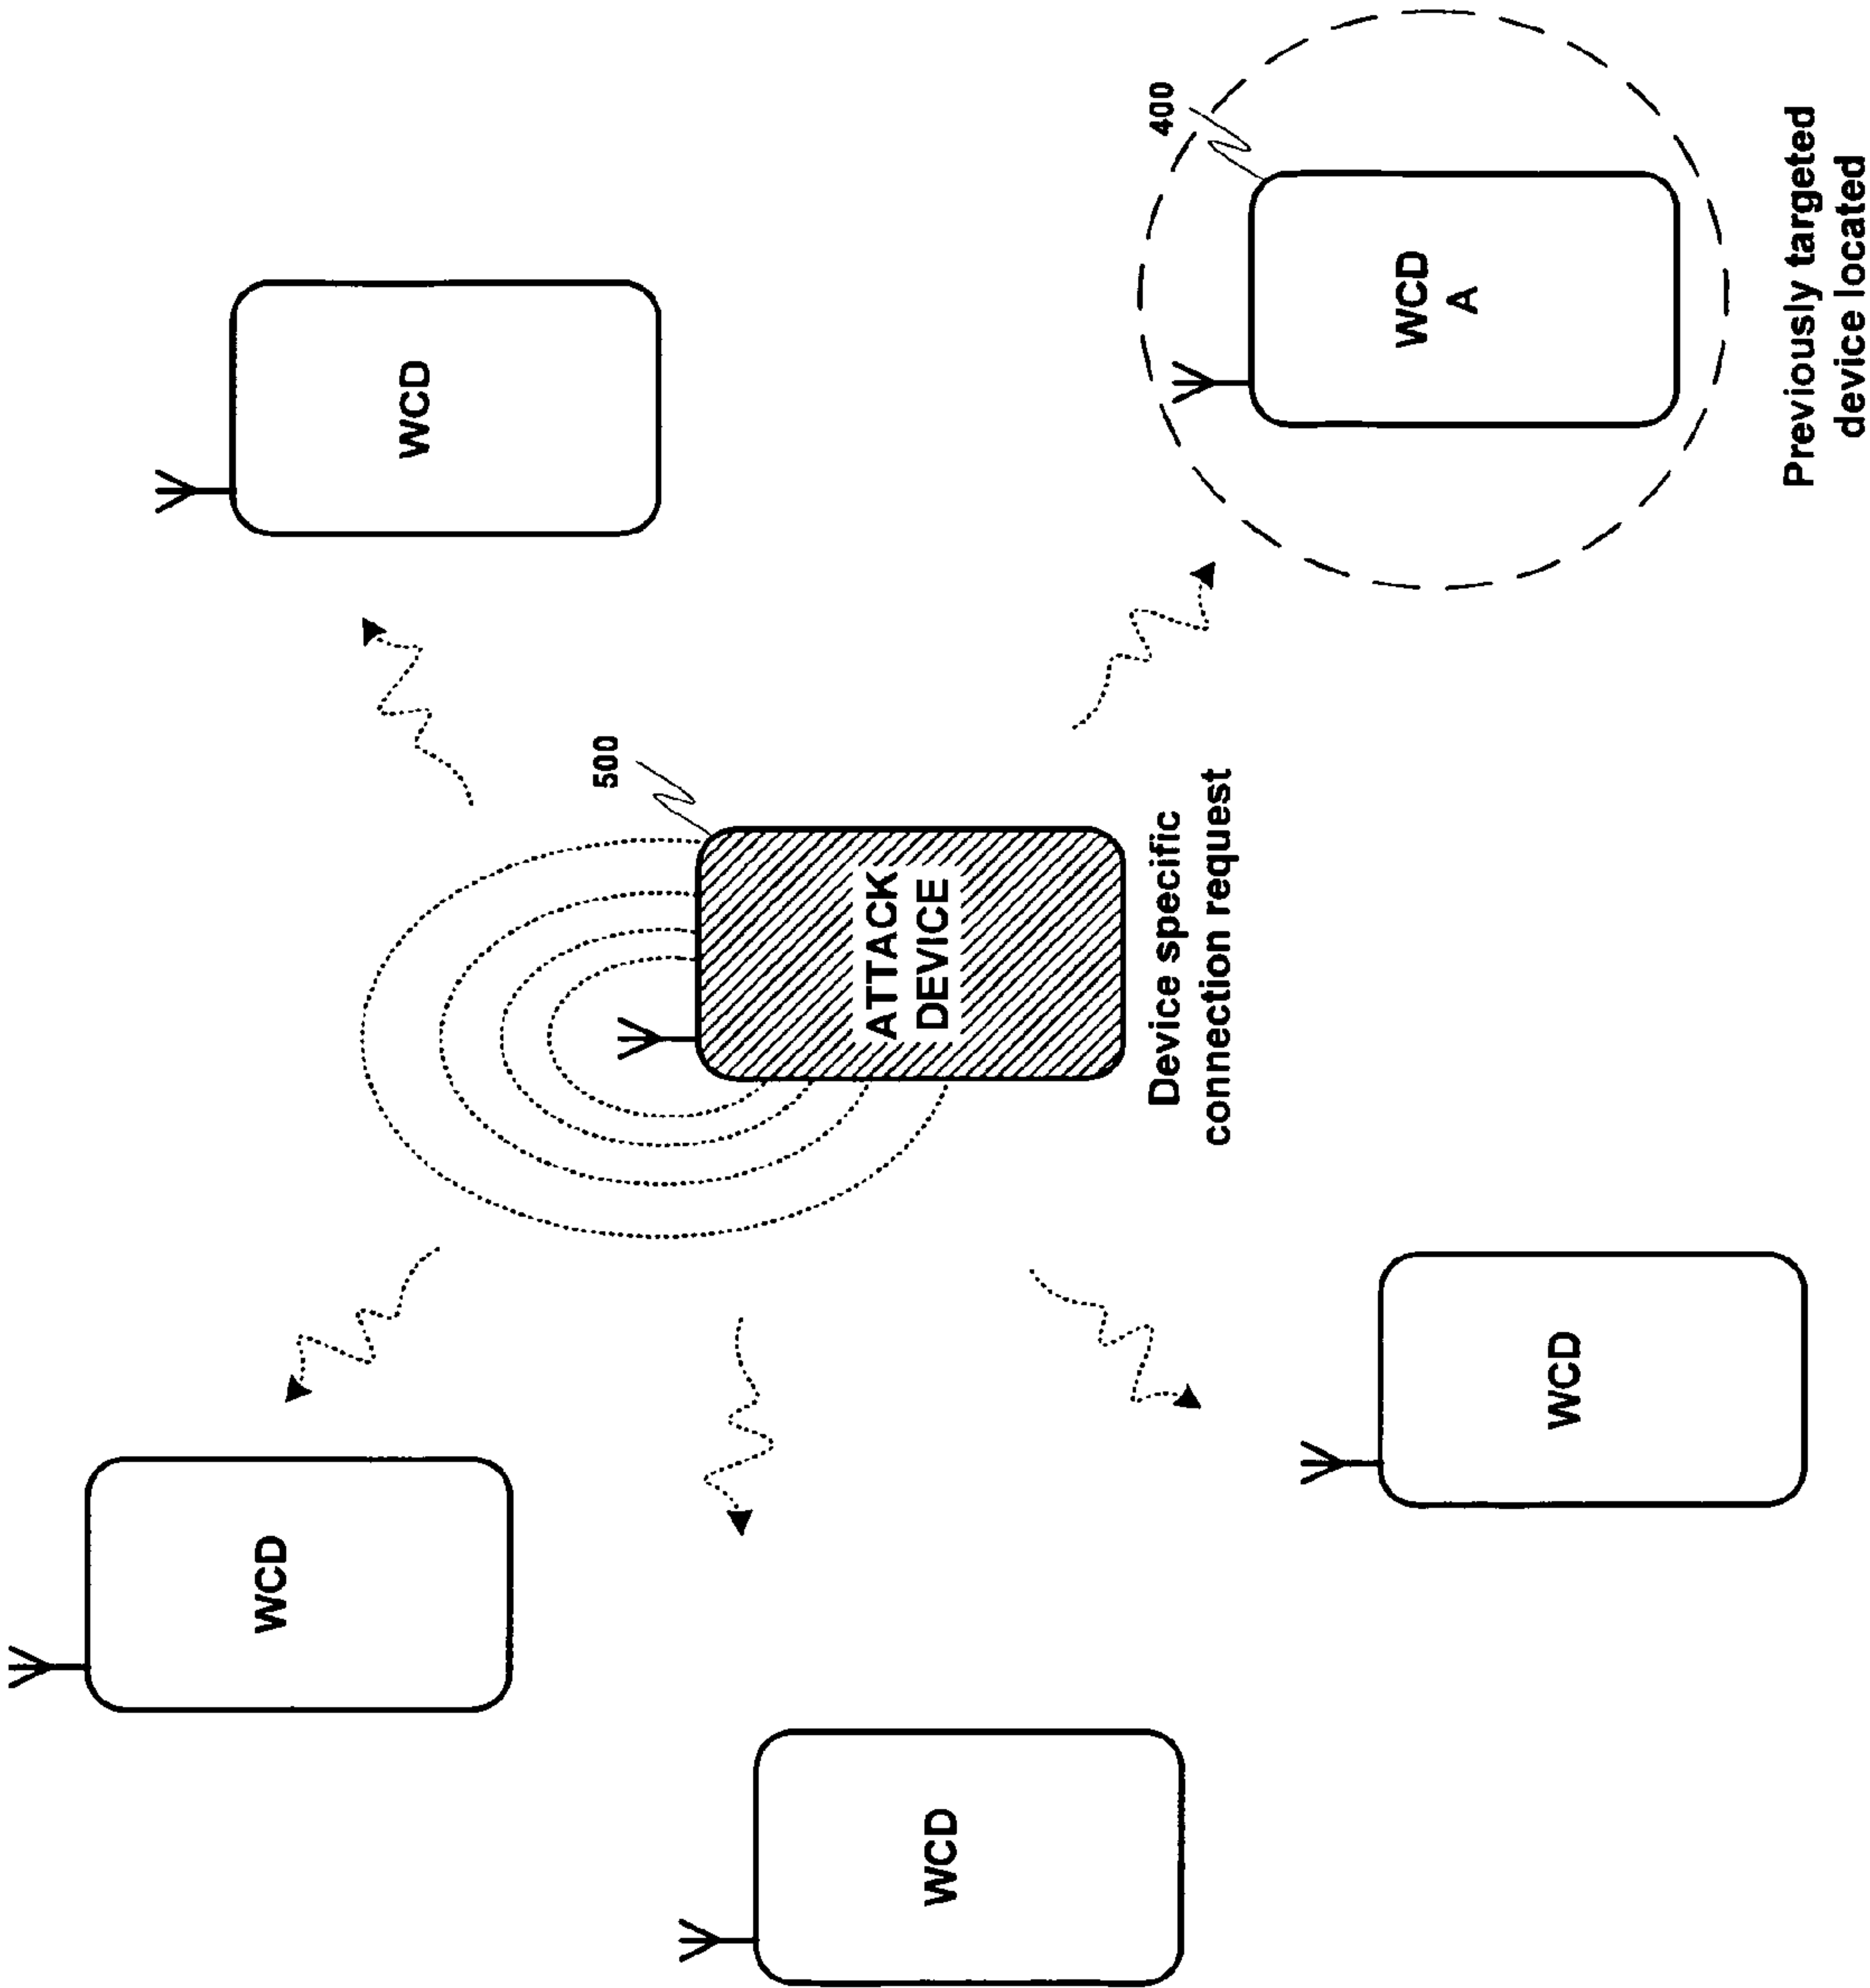 WCD
WCD
500
ATTACK
DEVICE
WCD
Device specific
connection request
400
WCD
A
WCD
Previously targeted
device located